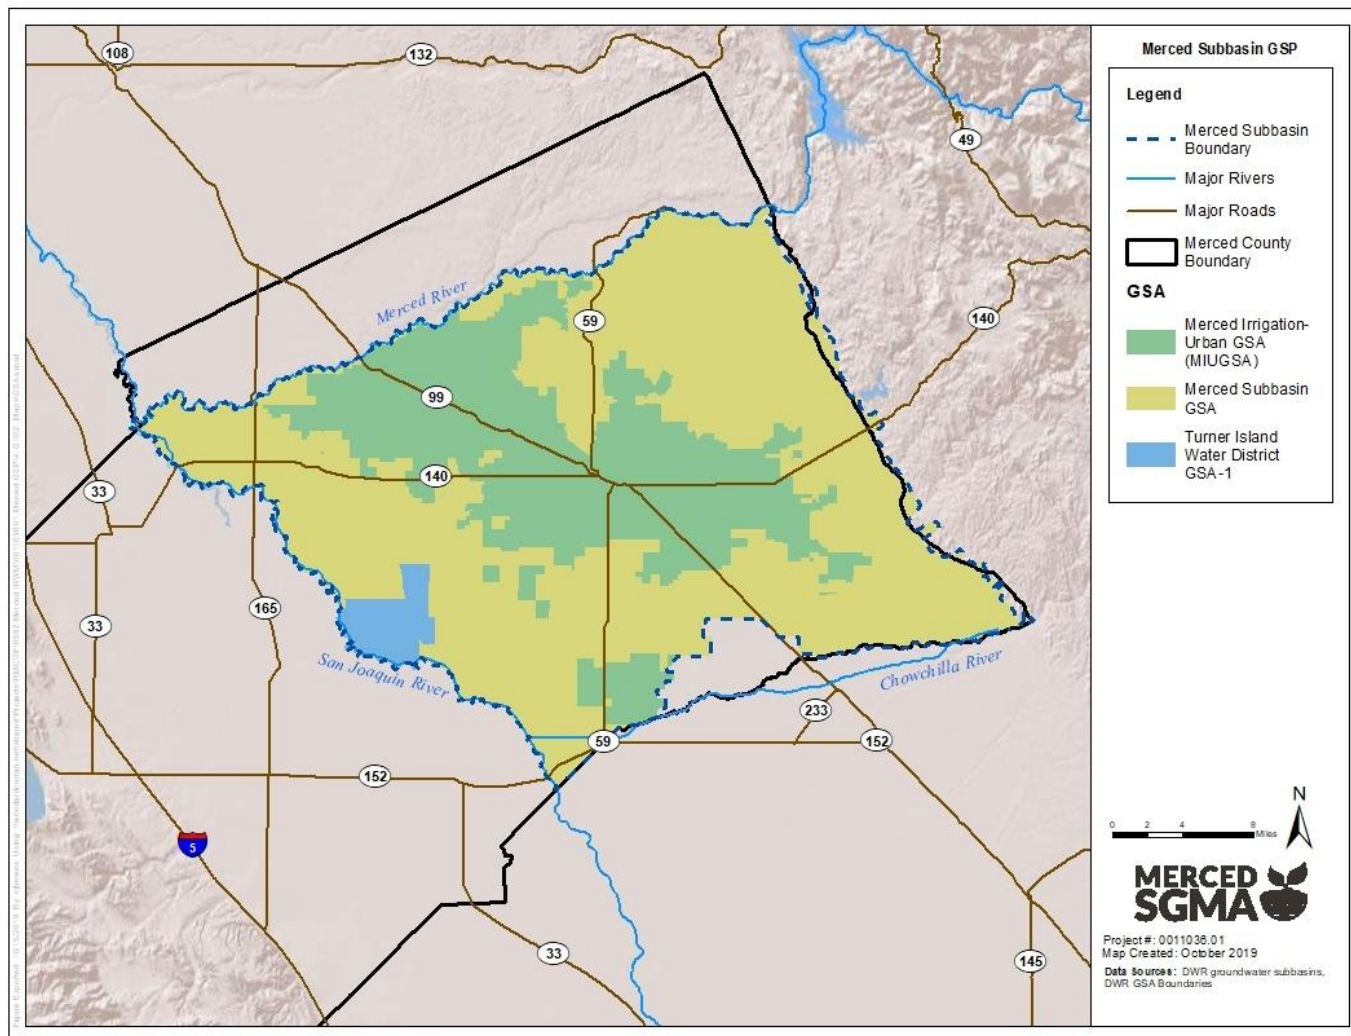 Merced Subbasin GSP
Legend
Merced Subbasin
Boundary
Major Rivers
Major Roads
Merced County
Boundary
GSA
Merced Irrigation-
Urban GSA
(MIUGSA)
Merced Subbasin
GSA
Turner Island
Water District
GSA-1
108
132
49
Merced River
59
140
99
140
33
165
33
San Joaquin River
Chowchilla River
233
59
152
152
5
33
145
N
0 2 4 8
Miles
MERCED
SGMA
Project #: 0011036.01
Map Created: October 2019
Data Sources: DWR groundwater subbasins,
DWR GSA Boundaries